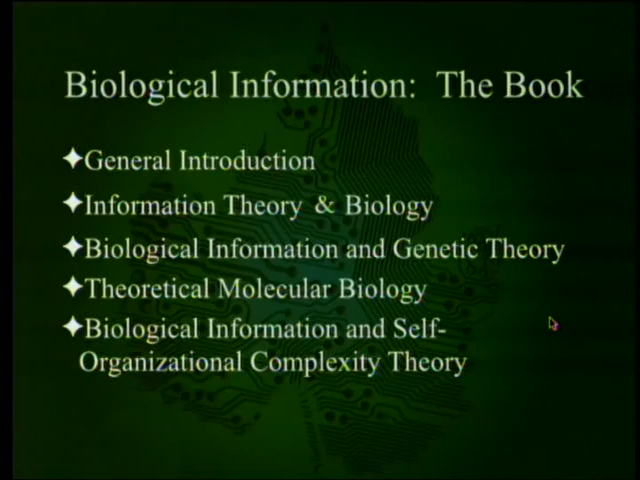 Biological Information: The Book
General Introduction
Information Theory & Biology
Biological Information and Genetic Theory
Theoretical Molecular Biology
Biological Information and Self-
Organizational Complexity Theory